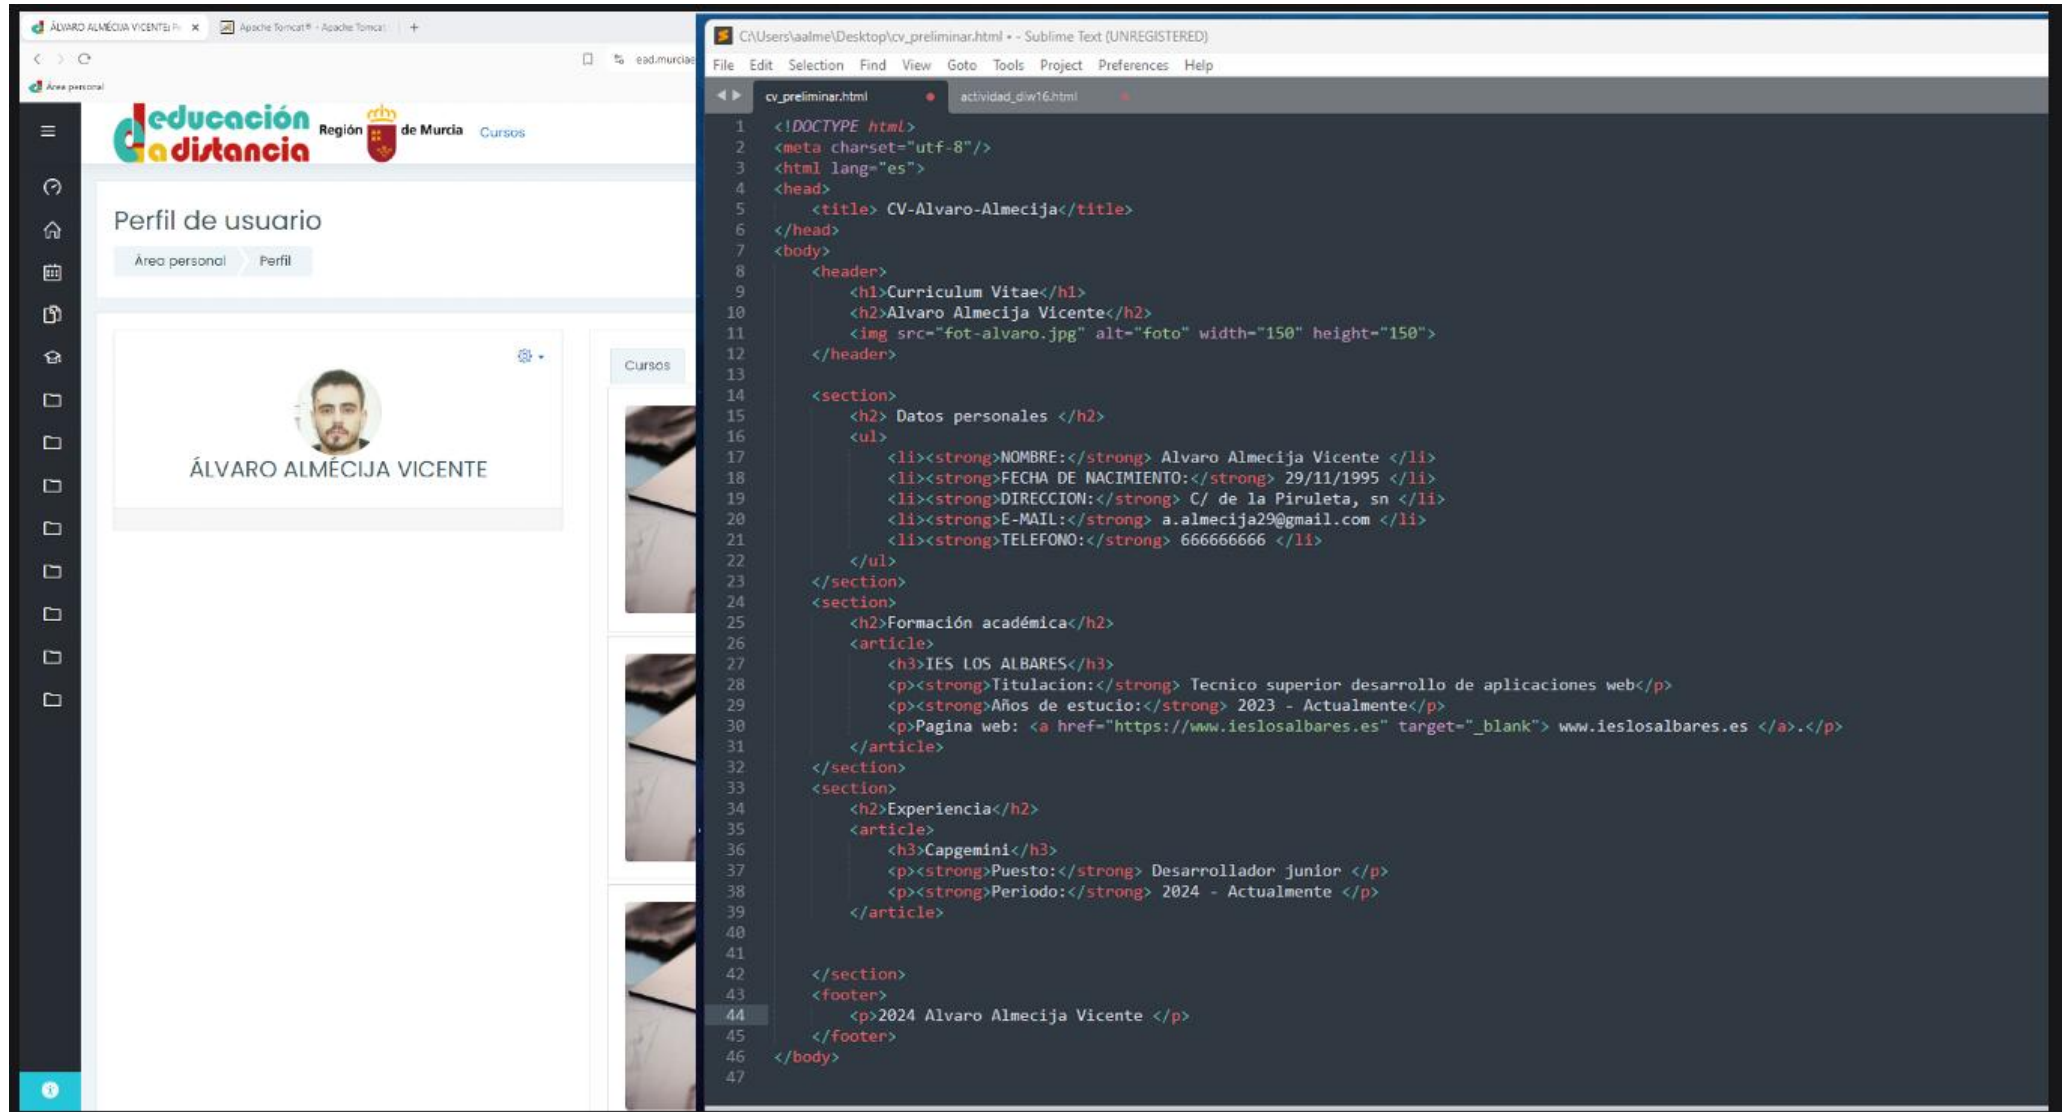 ÁLVARO ALMÉCIJA VICENTE: P
Apache Tomcat® - Apache Tomcat
ead.murciae
Área personal
educación
a distancia
Región de Murcia
Cursos
Perfil de usuario
Área personal
Perfil
ÁLVARO ALMÉCIJA VICENTE
Cursos
C:\Users\aalme\Desktop\cv_preliminar.html • - Sublime Text (UNREGISTERED)
File Edit Selection Find View Goto Tools Project Preferences Help
cv_preliminar.html
actividad_diw16.html
1 <!DOCTYPE html>
2 <meta charset="utf-8"/>
3 <html lang="es">
4 <head>
5 <title> CV-Alvaro-Almecija</title>
6 </head>
7 <body>
8 <header>
9 <h1>Curriculum Vitae</h1>
10 <h2>Alvaro Almecija Vicente</h2>
11 <img src="fot-alvaro.jpg" alt="foto" width="150" height="150">
12 </header>
13
14 <section>
15 <h2> Datos personales </h2>
16 <ul>
17 <li><strong>NOMBRE:</strong> Alvaro Almecija Vicente </li>
18 <li><strong>FECHA DE NACIMIENTO:</strong> 29/11/1995 </li>
19 <li><strong>DIRECCION:</strong> C/ de la Piruleta, sn </li>
20 <li><strong>E-MAIL:</strong> a.almecija29@gmail.com </li>
21 <li><strong>TELEFONO:</strong> 666666666 </li>
22 </ul>
23 </section>
24 <section>
25 <h2>Formación académica</h2>
26 <article>
27 <h3>IES LOS ALBARES</h3>
28 <p><strong>Titulacion:</strong> Tecnico superior desarrollo de aplicaciones web</p>
29 <p><strong>Años de estucio:</strong> 2023 - Actualmente</p>
30 <p>Pagina web: <a href="https://www.ieslosalbares.es" target="_blank"> www.ieslosalbares.es </a>.</p>
31 </article>
32 </section>
33 <section>
34 <h2>Experiencia</h2>
35 <article>
36 <h3>Capgemini</h3>
37 <p><strong>Puesto:</strong> Desarrollador junior </p>
38 <p><strong>Periodo:</strong> 2024 - Actualmente </p>
39 </article>
40
41
42 </section>
43 <footer>
44 <p>2024 Alvaro Almecija Vicente </p>
45 </footer>
46 </body>
47